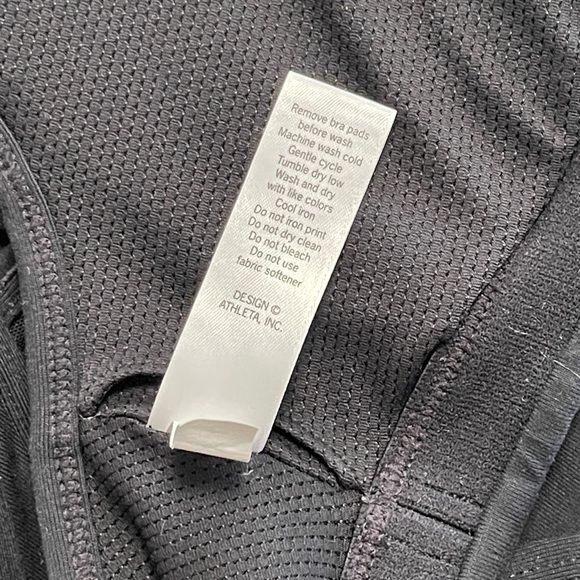 Remove bra pads
before wash
Machine wash cold
Gentle cycle
Tumble dry low
Wash and dry
with like colors
Cool iron
Do not iron print
Do not dry clean
Do not bleach
Do not use
fabric softener
DESIGN ©
ATHLETA, INC.